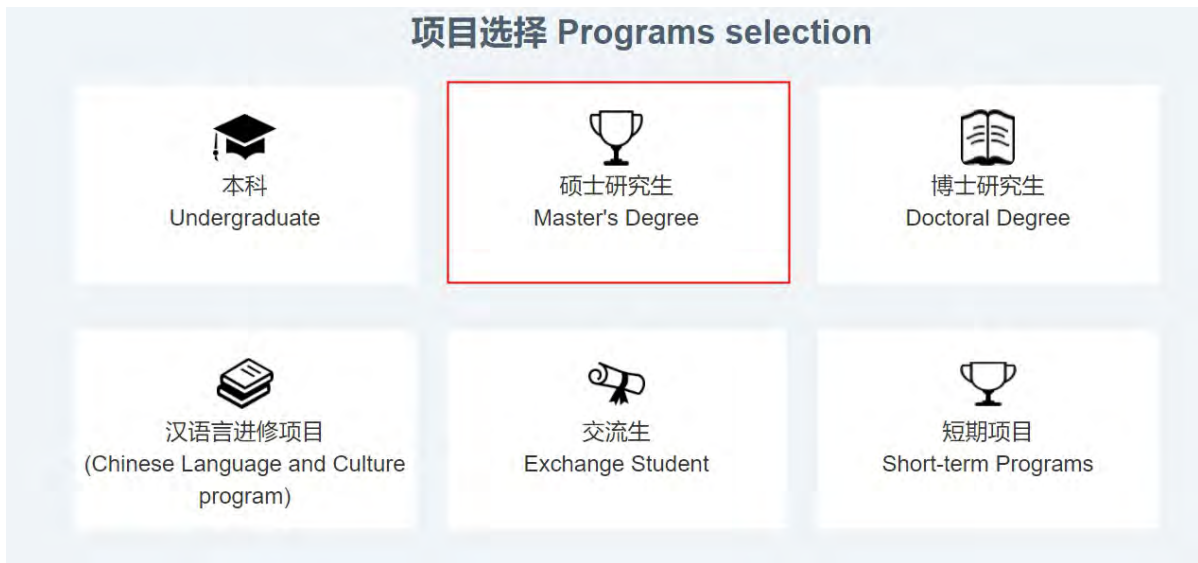 项目选择 Programs selection
本科
Undergraduate
硕士研究生
Master's Degree
博士研究生
Doctoral Degree
汉语言进修项目
(Chinese Language and Culture
program)
交流生
Exchange Student
短期项目
Short-term Programs